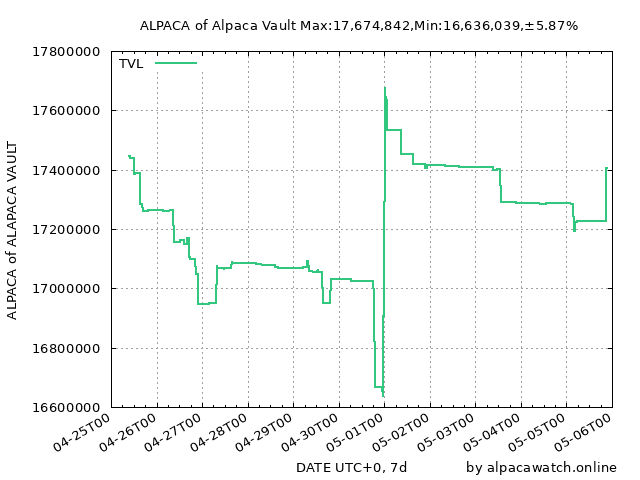 ALPACA of Alpaca Vault Max:17,674,842,Min:16,636,039,±5.87%
TVL
17800000
17600000
17400000
17200000
17000000
16800000
16600000
ALPACA of ALAPACA VAULT
04-25T00
04-26T00
04-27T00
04-28T00
04-29T00
04-30T00
05-01T00
05-02T00
05-03T00
05-04T00
05-05T00
05-06T00
DATE UTC+0, 7d
by alpacawatch.online